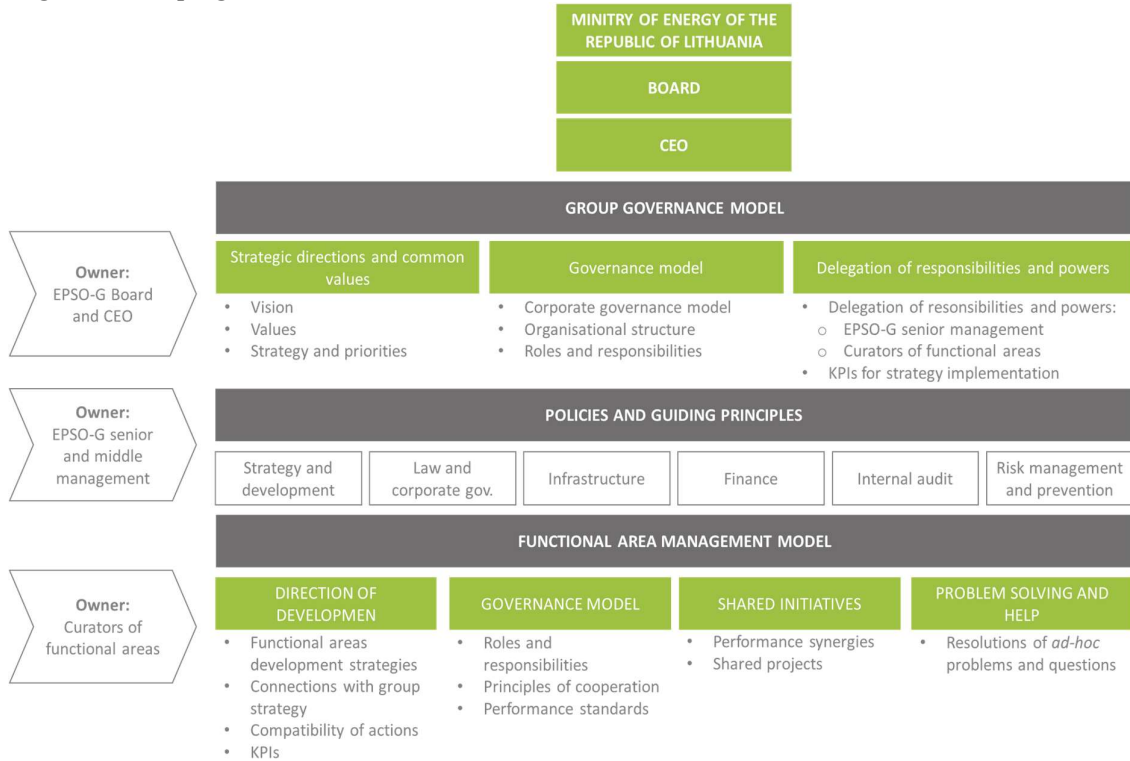 MINITRY OF ENERGY OF THE
REPUBLIC OF LITHUANIA
BOARD
CEO
GROUP GOVERNANCE MODEL
Owner:
EPSO-G Board
and CEO
Strategic directions and common
values
• Vision
• Values
• Strategy and priorities
Governance model
• Corporate governance model
• Organisational structure
• Roles and responsibilities
Delegation of responsibilities and powers
• Delegation of resonsibilities and powers:
o EPSO-G senior management
o Curators of functional areas
• KPIs for strategy implementation
POLICIES AND GUIDING PRINCIPLES
Owner:
EPSO-G senior
and middle
management
Strategy and
development
Law and
corporate gov.
Infrastructure
Finance
Internal audit
Risk management
and prevention
FUNCTIONAL AREA MANAGEMENT MODEL
Owner:
Curators of
functional areas
DIRECTION OF
DEVELOPMEN
• Functional areas
development strategies
• Connections with group
strategy
• Compatibility of actions
• KPIs
GOVERNANCE MODEL
• Roles and
responsibilities
• Principles of cooperation
• Performance standards
SHARED INITIATIVES
• Performance synergies
• Shared projects
PROBLEM SOLVING AND
HELP
• Resolutions of ad-hoc
problems and questions